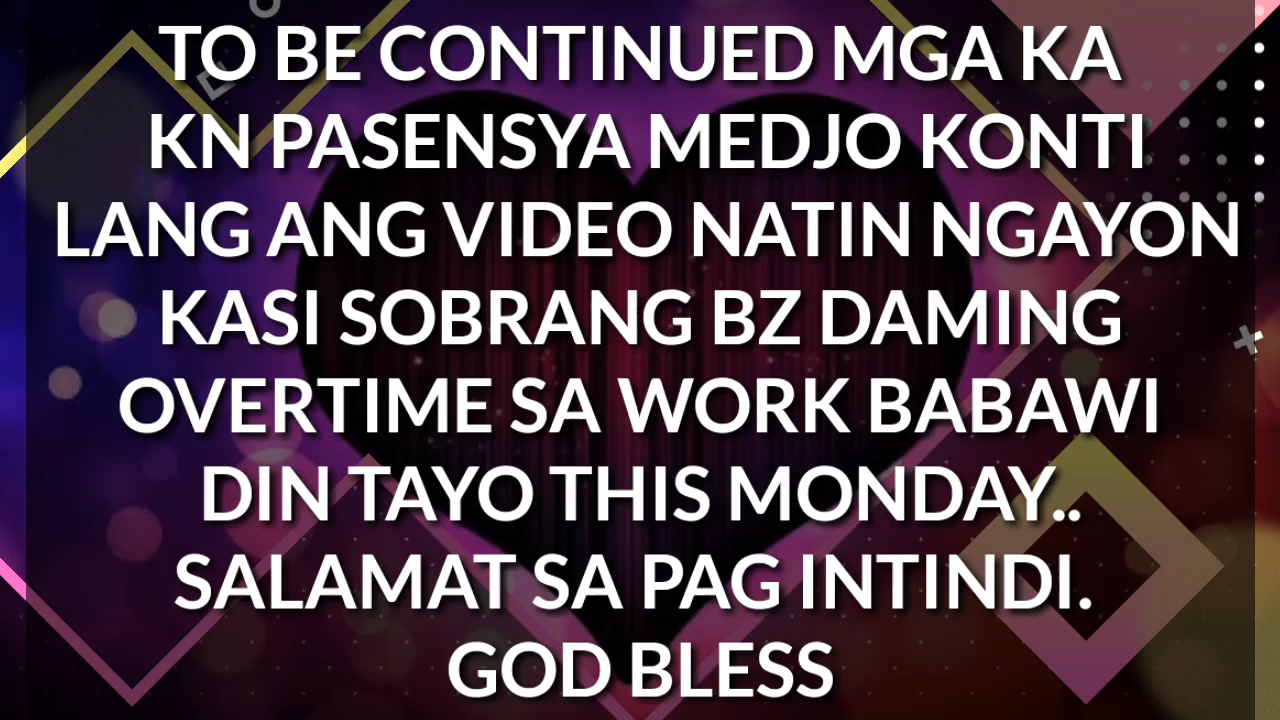 TO BE CONTINUED MGA KA
KN PASENSYA MEDJO KONTI
LANG ANG VIDEO NATIN NGAYON
KASI SOBRANG BZ DAMING
OVERTIME SA WORK BABAWI
DIN TAYO THIS MONDAY..
SALAMAT SA PAG INTINDI.
GOD BLESS